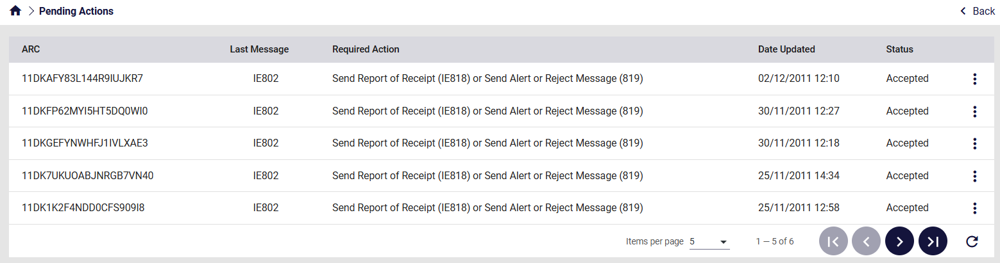 Pending Actions
Back
ARC Last Message Required Action Date Updated Status
11DKAFY83L144R9IUJKR7 IE802 Send Report of Receipt (IE818) or Send Alert or Reject Message (819) 02/12/2011 12:10 Accepted
11DKFP62MYI5HT5DQ0WI0 IE802 Send Report of Receipt (IE818) or Send Alert or Reject Message (819) 30/11/2011 12:27 Accepted
11DKGEFYNWHFJ1IVLXAE3 IE802 Send Report of Receipt (IE818) or Send Alert or Reject Message (819) 30/11/2011 12:18 Accepted
11DK7UKUOABJNRGB7VN40 IE802 Send Report of Receipt (IE818) or Send Alert or Reject Message (819) 25/11/2011 14:34 Accepted
11DK1K2F4NDD0CFS909I8 IE802 Send Report of Receipt (IE818) or Send Alert or Reject Message (819) 25/11/2011 12:58 Accepted
Items per page 5 1 – 5 of 6